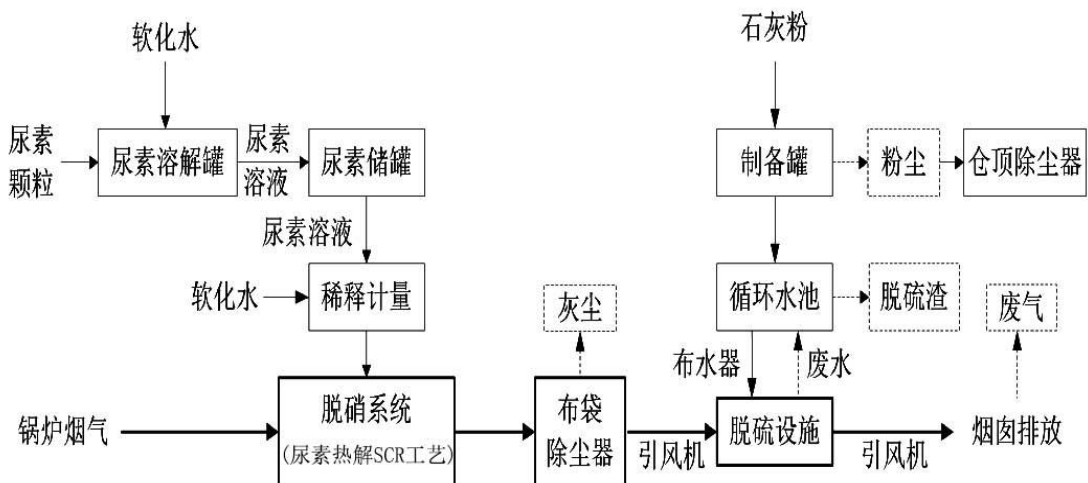 软化水
石灰粉
尿素
颗粒
尿素溶解罐
尿素
溶液
尿素储罐
制备罐
粉尘
仓顶除尘器
尿素溶液
软化水
稀释计量
灰尘
循环水池
脱硫渣
废气
布水器
废水
锅炉烟气
脱硝系统
(尿素热解SCR工艺)
布袋
除尘器
引风机
脱硫设施
引风机
烟囱排放